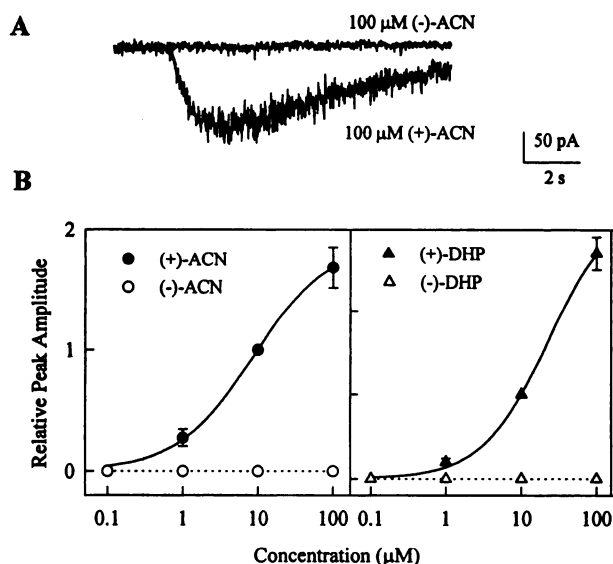 A
100 μM (-)-ACN
100 μM (+)-ACN
50 pA
2 s
B
2
1
0
Relative Peak Amplitude
(+)-ACN
(-)-ACN
(+)-DHP
(-)-DHP
0.1 1 10 100
0.1 1 10 100
Concentration (μM)